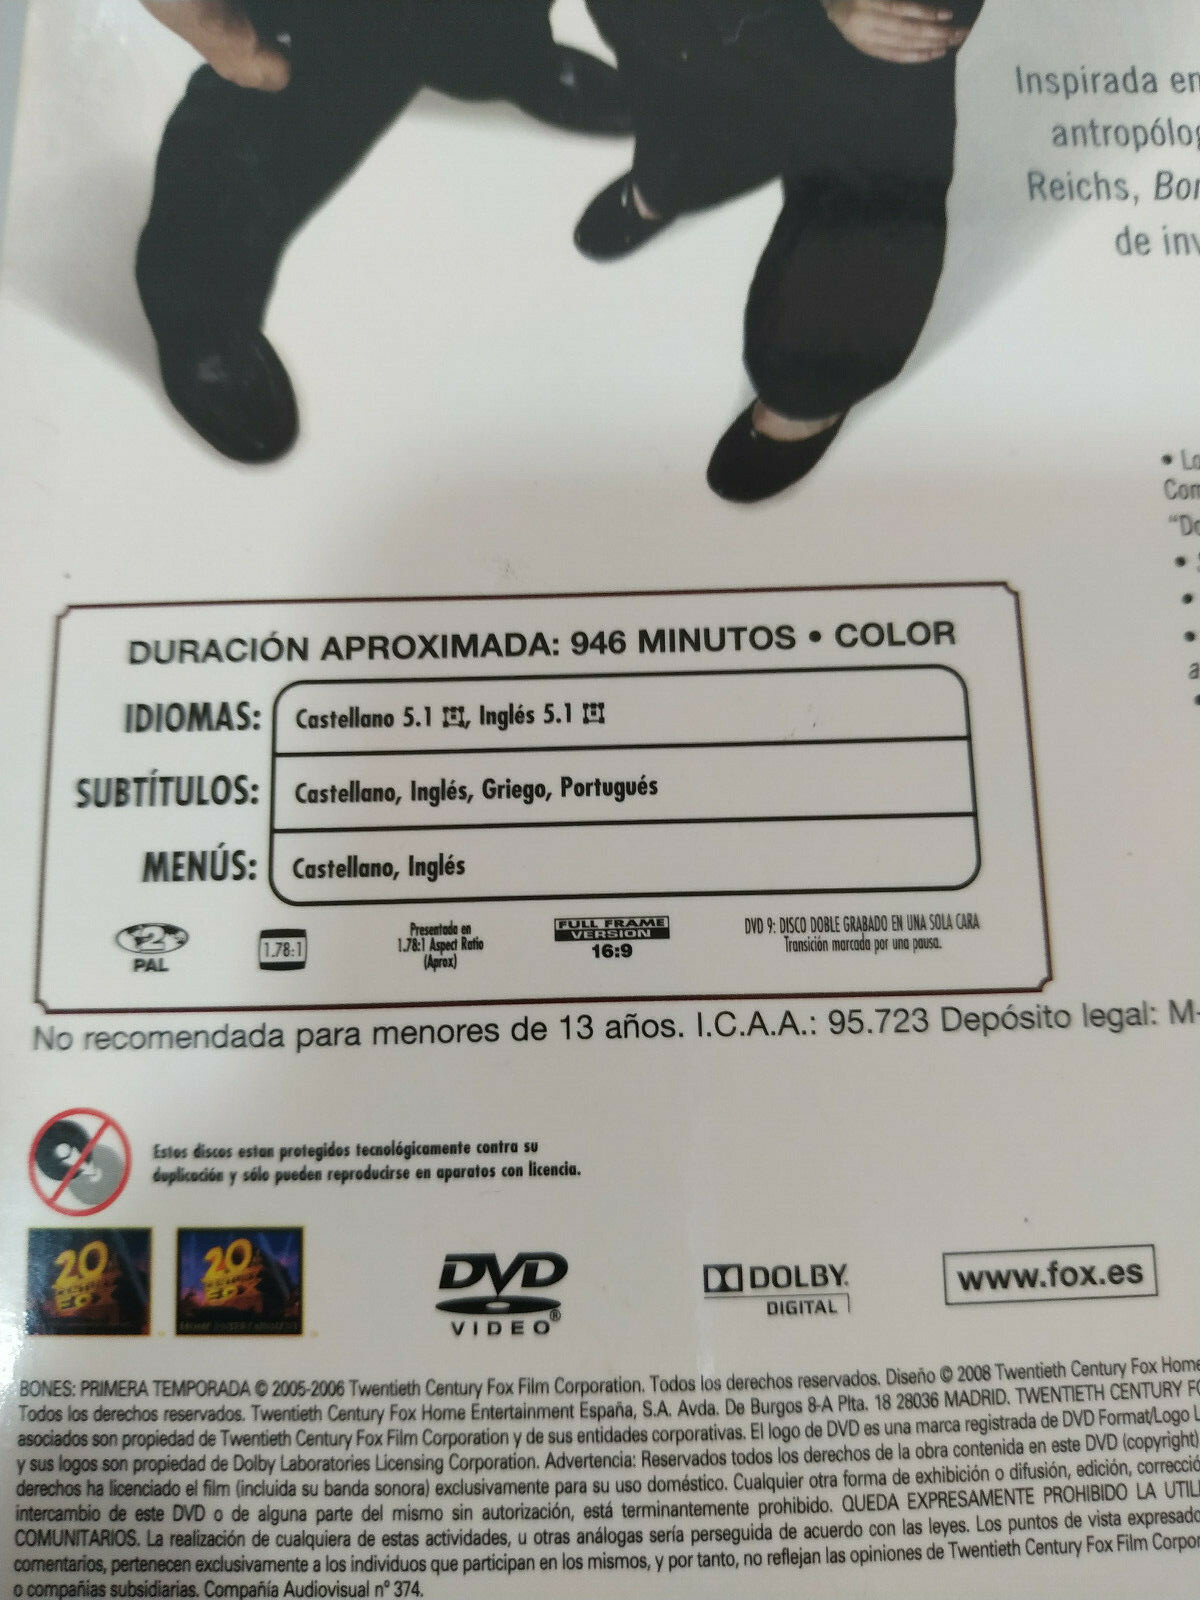 Inspirada en
Reichs,
de
DURACIÓN APROXIMADA: 946 MINUTOS • COLOR
IDIOMAS: Castellano 5.1, Inglés 5.1
SUBTÍTULOS: Castellano, Inglés, Griego, Portugués
MENÚS: Castellano, Inglés
2
PAL
1.78:1
Presentada en
1.78:1 Aspect Ratio
(Aprox)
FULL FRAME
VERSION
16:9
DVD 9: DISCO DOBLE GRABADO EN UNA SOLA CARA
Transición marcada por una pausa.
No recomendada para menores de 13 años. I.C.A.A.: 95.723 Depósito legal: M-
Estos discos estan protegidos tecnológicamente contra su
duplicación y sólo pueden reproducirse en aparatos con licencia.
20
FOX
20
FOX
DVD
VIDEO®
DOLBY
DIGITAL
www.fox.es
BONES: PRIMERA TEMPORADA © 2005-2006 Twentieth Century Fox Film Corporation. Todos los derechos reservados. Diseño © 2008 Twentieth Century Fox Home
Todos los derechos reservados. Twentieth Century Fox Home Entertainment España, S.A. Avda. De Burgos 8-A Plta. 18 28036 MADRID. TWENTIETH CENTURY
asociados son propiedad de Twentieth Century Fox Film Corporation y de sus entidades corporativas. El logo de DVD es una marca registrada de DVD Format/Logo
y sus logos son propiedad de Dolby Laboratories Licensing Corporation. Advertencia: Reservados todos los derechos de la obra contenida en este DVD (copyright)
derechos ha licenciado el film (incluida su banda sonora) exclusivamente para su uso doméstico. Cualquier otra forma de exhibición o difusión, edición,
intercambio de este DVD o de alguna parte del mismo sin autorización, está terminantemente prohibido. QUEDA EXPRESAMENTE PROHIBIDO LA
COMUNITARIOS. La realización de cualquiera de estas actividades, u otras análogas sería perseguida de acuerdo con las leyes. Los puntos de vista
comentarios, pertenecen exclusivamente a los individuos que participan en los mismos, y por tanto, no reflejan las opiniones de Twentieth Century Fox Film
o compañias subsidiarias. Compañía Audiovisual nº 374.